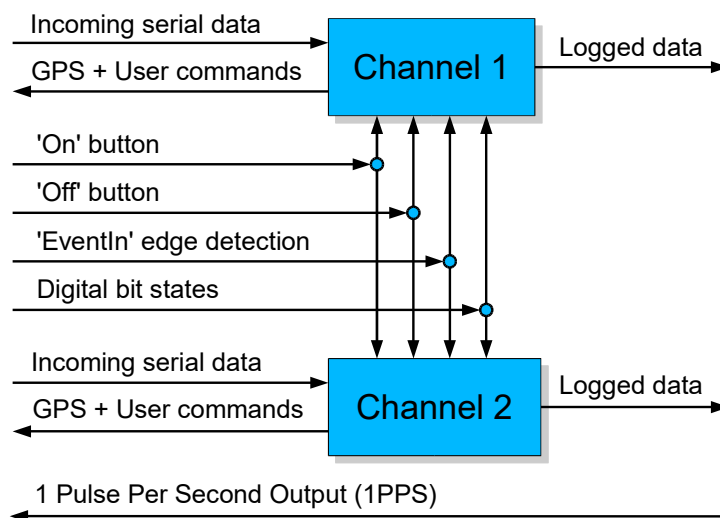 Incoming serial data
GPS + User commands
Channel 1
Logged data
'On' button
'Off' button
'EventIn' edge detection
Digital bit states
Incoming serial data
GPS + User commands
Channel 2
Logged data
1 Pulse Per Second Output (1PPS)